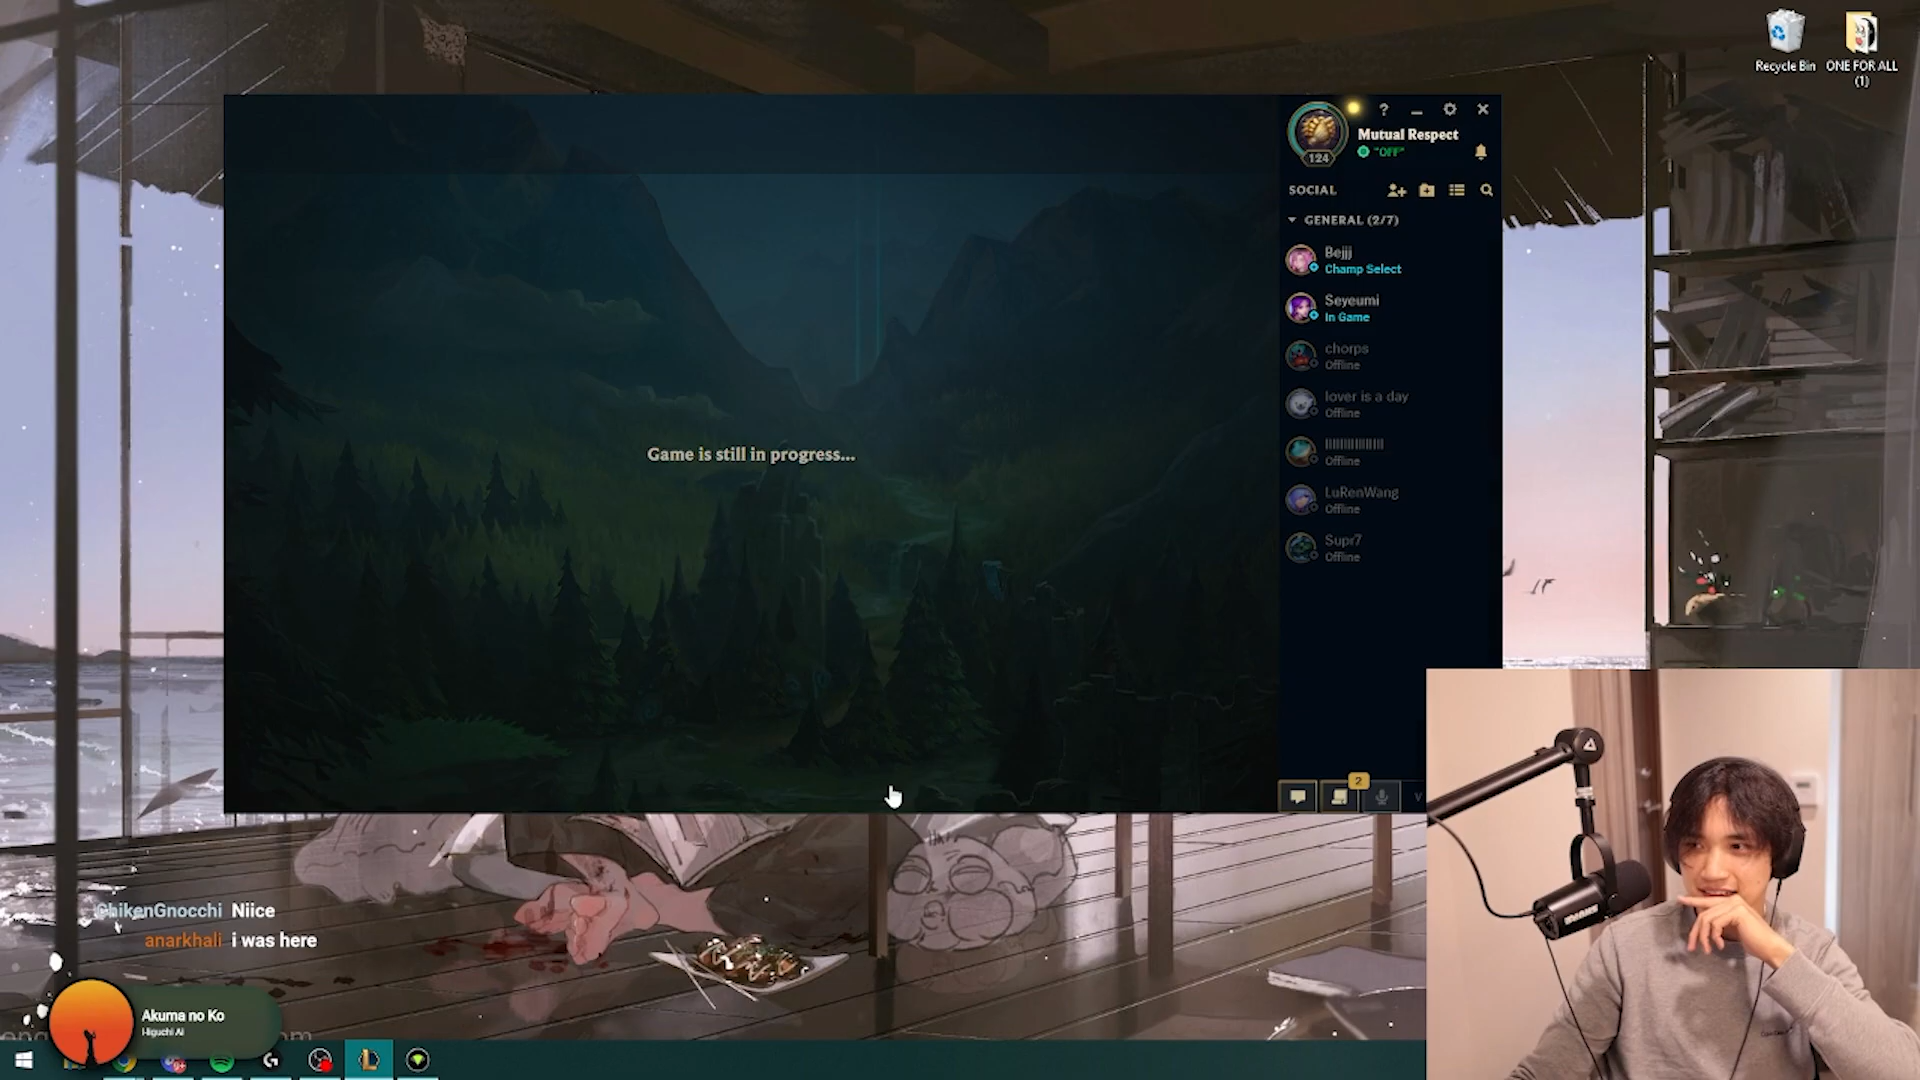 Recycle Bin
ONE FOR ALL
(1)
124
Mutual Respect
"OFF"
SOCIAL
GENERAL (2/7)
Bejjj
Champ Select
Seyeumi
In Game
chorps
Offline
lover is a day
Offline
Offline
LuRenWang
Offline
Supr7
Offline
Game is still in progress...
2
V
ChikenGnocchi Niice
anarkhali i was here
Akuma no Ko
Higuchi Ai